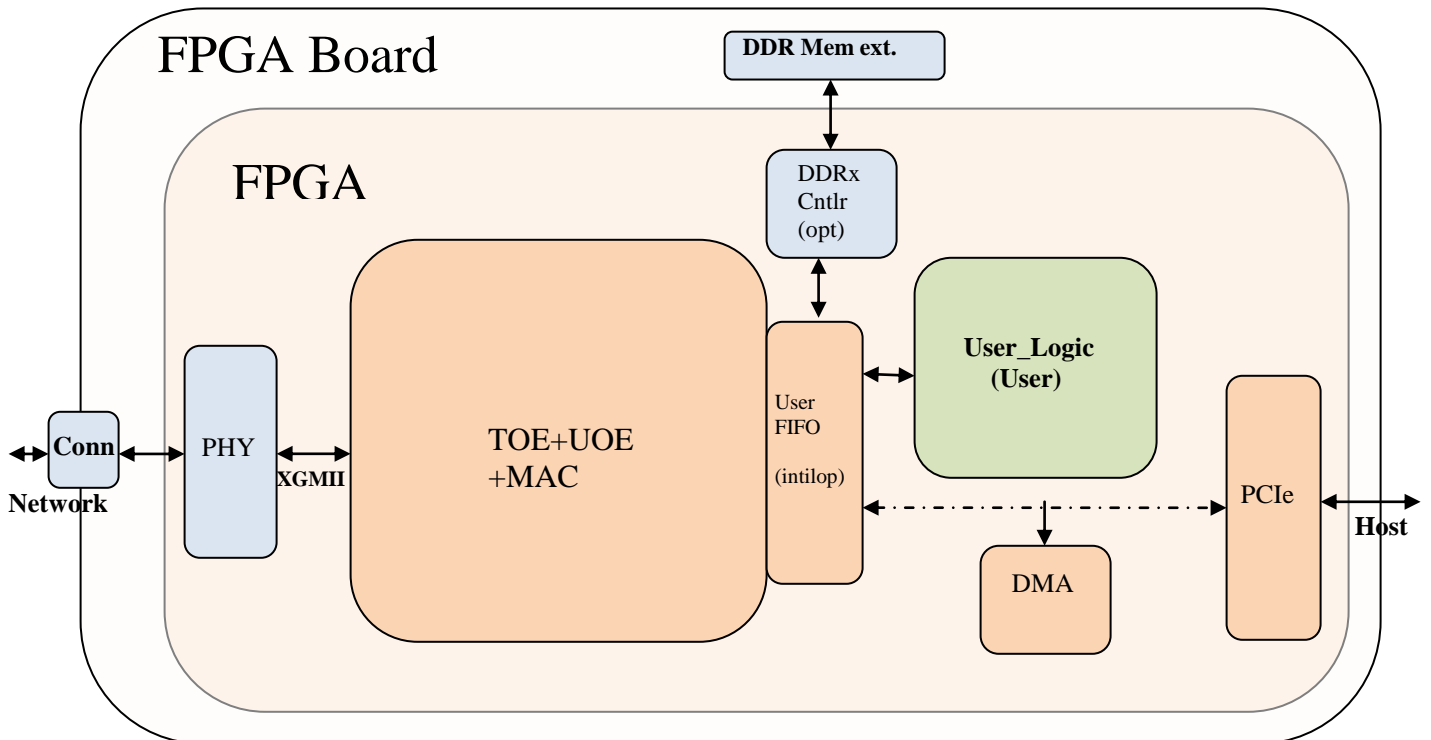 FPGA Board
DDR Mem ext.
FPGA
DDRx
Cntlr
(opt)
User_Logic
(User)
User
FIFO
(intilop)
TOE+UOE
+MAC
PHY
XGMII
Conn
Network
PCIe
Host
DMA